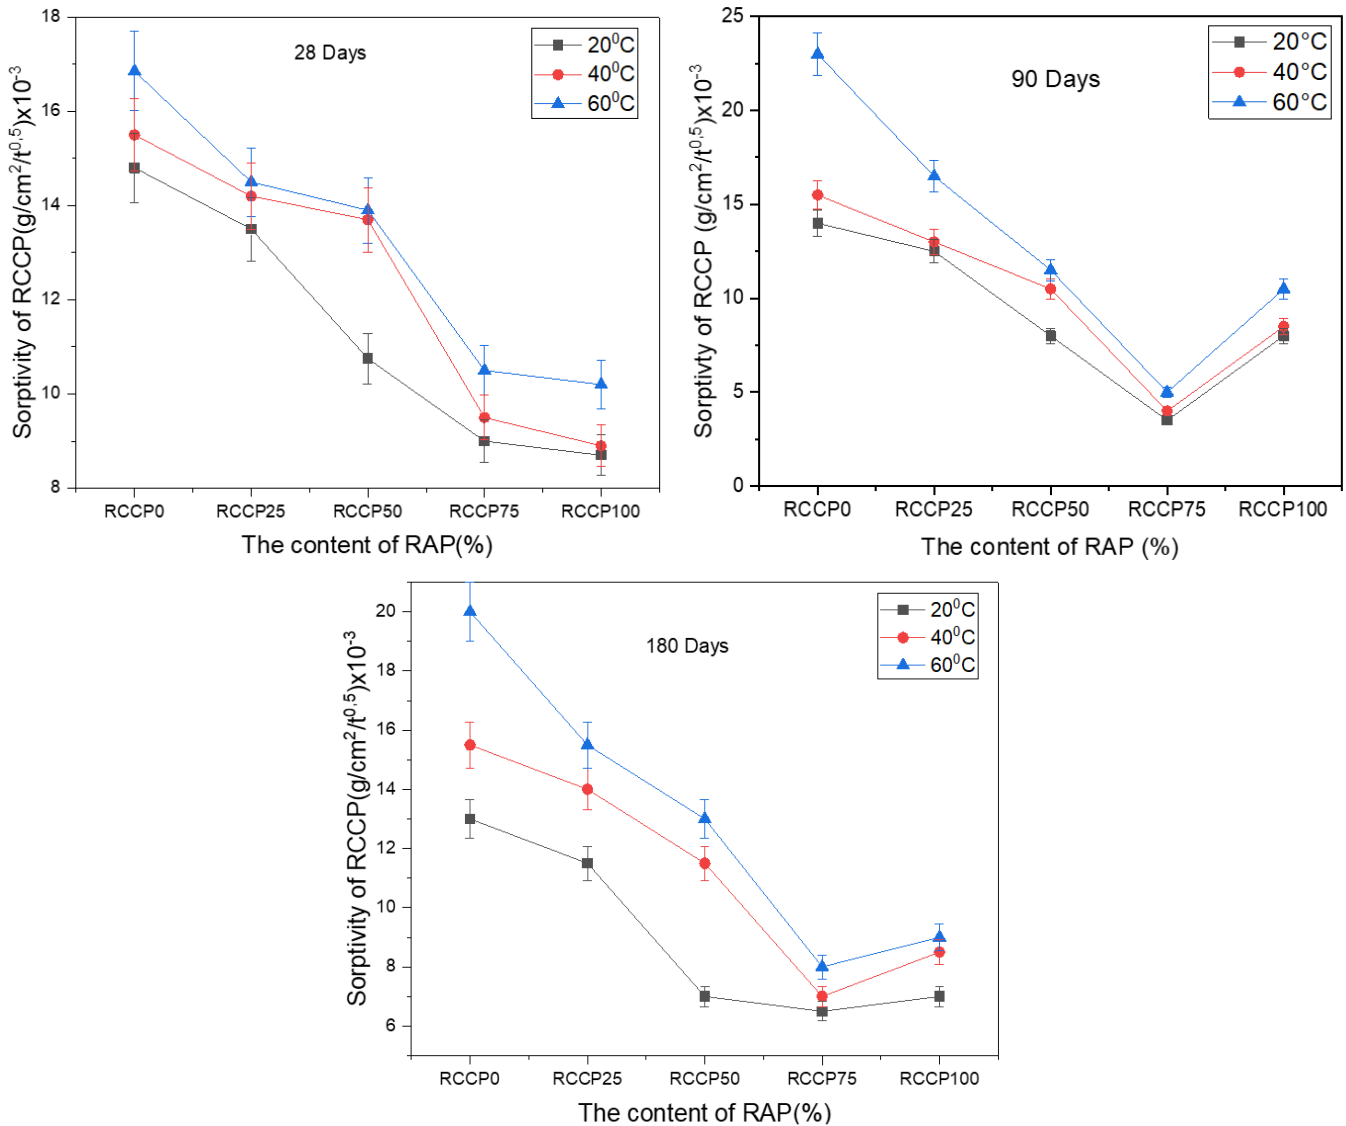 28 Days
20⁰C
40⁰C
60⁰C
Sorptivity of RCCP(g/cm²/t⁰·⁵)x10⁻³
18
16
14
12
10
8
RCCP0 RCCP25 RCCP50 RCCP75 RCCP100
The content of RAP(%)
90 Days
20°C
40°C
60°C
Sorptivity of RCCP (g/cm²/t⁰·⁵)x10⁻³
25
20
15
10
5
0
RCCP0 RCCP25 RCCP50 RCCP75 RCCP100
The content of RAP (%)
180 Days
20⁰C
40⁰C
60⁰C
Sorptivity of RCCP(g/cm²/t⁰·⁵)x10⁻³
20
18
16
14
12
10
8
6
RCCP0 RCCP25 RCCP50 RCCP75 RCCP100
The content of RAP(%)